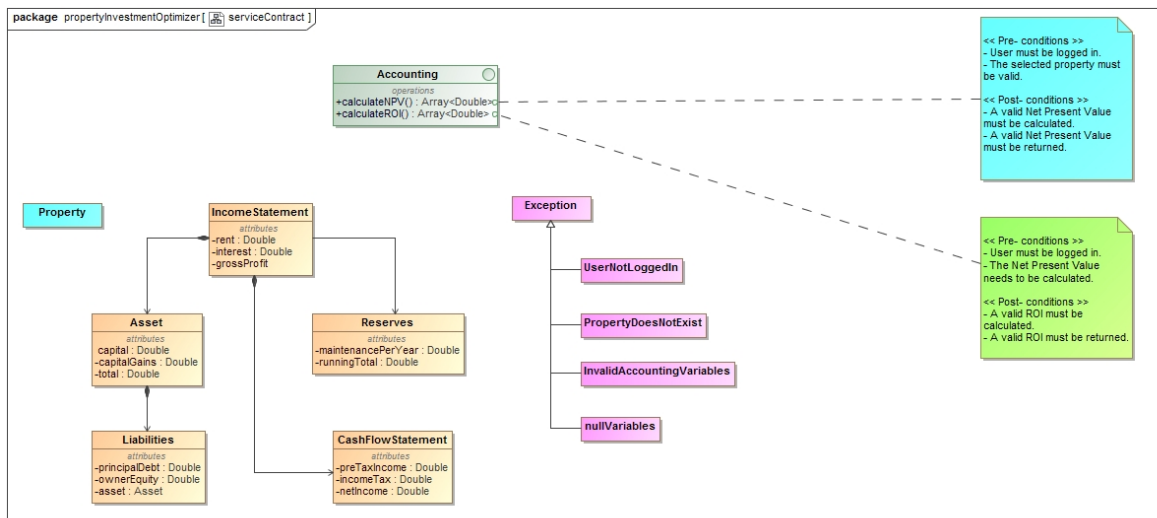 package propertyInvestmentOptimizer [ serviceContract ]
Accounting
operations
+calculateNPV() : Array<Double>
+calculateROI() : Array<Double>
<< Pre- conditions >>
- User must be logged in.
- The selected property must
be valid.
<< Post- conditions >>
- A valid Net Present Value
must be calculated.
- A valid Net Present Value
must be returned.
Property
IncomeStatement
attributes
-rent : Double
-interest : Double
-grossProfit
Exception
<< Pre- conditions >>
- User must be logged in.
- The Net Present Value
needs to be calculated.
<< Post- conditions >>
- A valid ROI must be
calculated.
- A valid ROI must be returned.
UserNotLoggedIn
Asset
attributes
capital : Double
-capitalGains : Double
-total : Double
Reserves
attributes
-maintenancePerYear : Double
-runningTotal : Double
PropertyDoesNotExist
InvalidAccountingVariables
nullVariables
Liabilities
attributes
-principalDebt : Double
-ownerEquity : Double
-asset : Asset
CashFlowStatement
attributes
-preTaxIncome : Double
-incomeTax : Double
-netIncome : Double